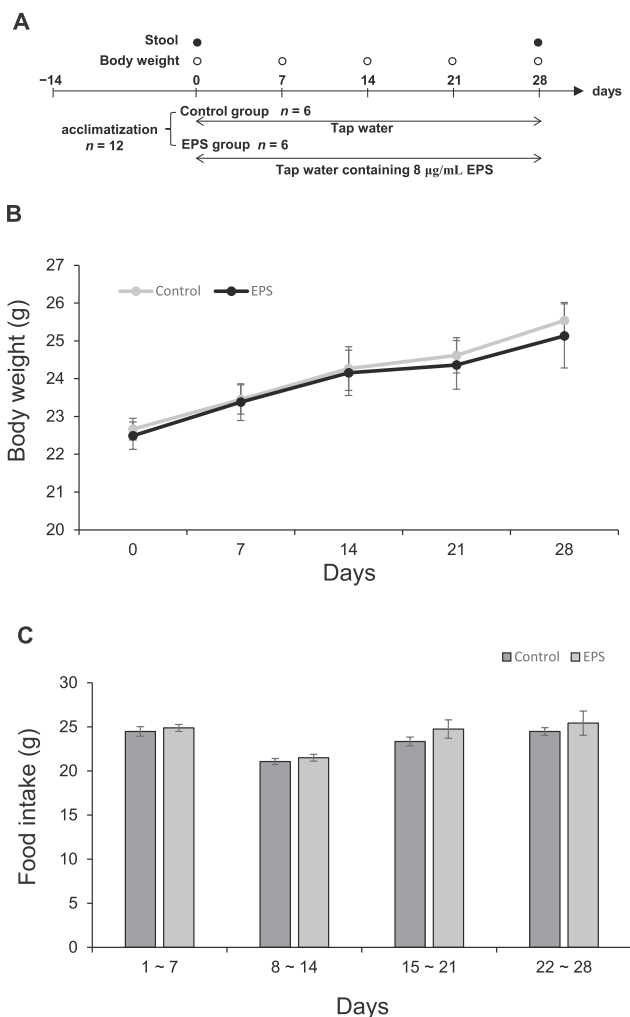 A
Stool
Body weight
−14 0 7 14 21 28 days
Control group n = 6
Tap water
acclimatization
n = 12
EPS group n = 6
Tap water containing 8 μg/mL EPS
B
27
26
25
24
23
22
21
20
Body weight (g)
Control EPS
0 7 14 21 28
Days
C
Control EPS
30
25
20
15
10
5
0
Food intake (g)
1 ~ 7 8 ~ 14 15 ~ 21 22 ~ 28
Days